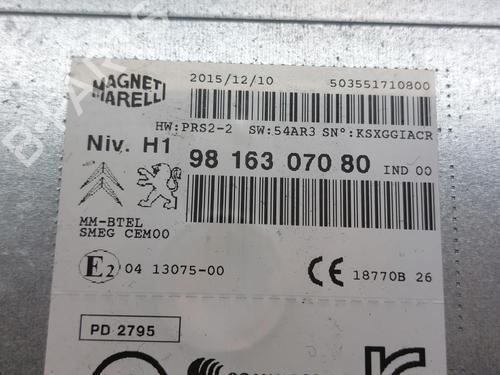 MAGNETI MARELLI
2015/12/10 503551710800
HW:PRS2-2 SW:54AR3 SN°:KSXGGIACR
Niv. H1
98 163 070 80 IND 00
MM-BTEL
SMEG CEM00
E2 04 13075-00
CE 18770B 26
PD 2795